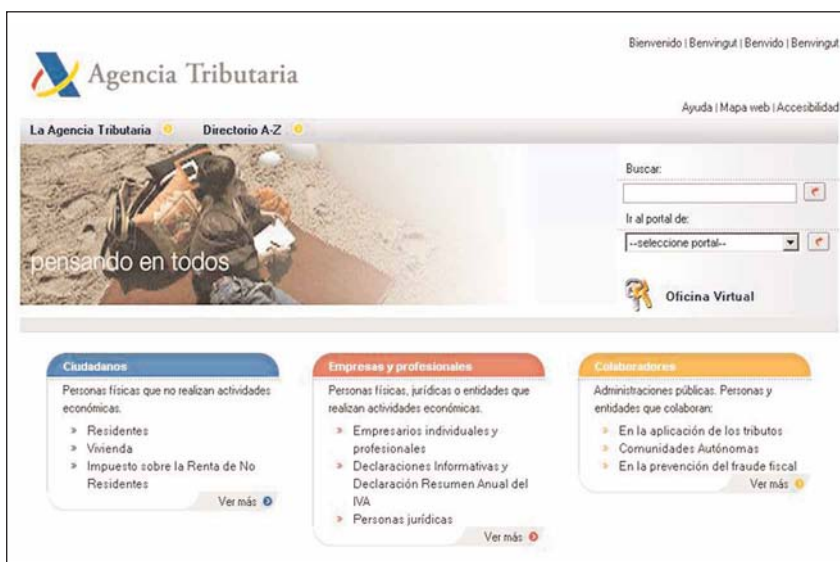 Bienvenido | Benvingut | Benvido | Benvingut
Agencia Tributaria
Ayuda | Mapa web | Accesibilidad
La Agencia Tributaria
Directorio A-Z
pensando en todos
Buscar:
Ir al portal de:
--seleccione portal--
Oficina Virtual
Ciudadanos
Personas físicas que no realizan actividades
económicas.
» Residentes
» Vivienda
» Impuesto sobre la Renta de No
Residentes
Ver más
Empresas y profesionales
Personas físicas, jurídicas o entidades que
realizan actividades económicas.
» Empresarios individuales y
profesionales
» Declaraciones Informativas y
Declaración Resumen Anual del
IVA
» Personas jurídicas
Ver más
Colaboradores
Administraciones públicas. Personas y
entidades que colaboran:
» En la aplicación de los tributos
» Comunidades Autónomas
» En la prevención del fraude fiscal
Ver más